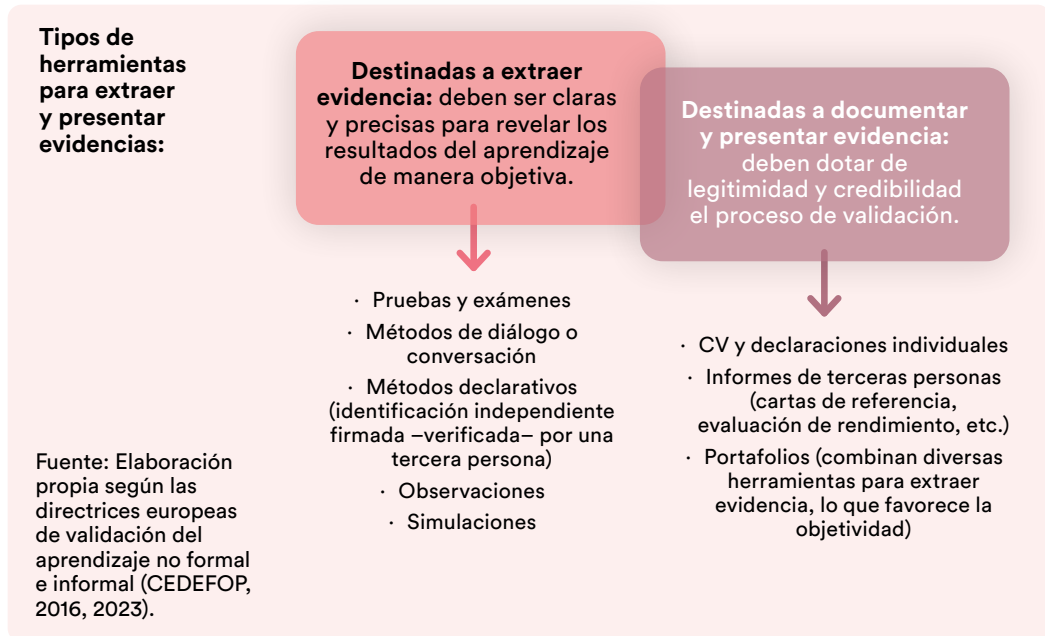 Tipos de
herramientas
para extraer
y presentar
evidencias:
Destinadas a extraer
evidencia: deben ser claras
y precisas para revelar los
resultados del aprendizaje
de manera objetiva.
Destinadas a documentar
y presentar evidencia:
deben dotar de
legitimidad y credibilidad
el proceso de validación.
· Pruebas y exámenes
· Métodos de diálogo o
conversación
· Métodos declarativos
(identificación independiente
firmada –verificada– por una
tercera persona)
· Observaciones
· Simulaciones
· CV y declaraciones individuales
· Informes de terceras personas
(cartas de referencia,
evaluación de rendimiento, etc.)
· Portafolios (combinan diversas
herramientas para extraer
evidencia, lo que favorece la
objetividad)
Fuente: Elaboración
propia según las
directrices europeas
de validación del
aprendizaje no formal
e informal (CEDEFOP,
2016, 2023).